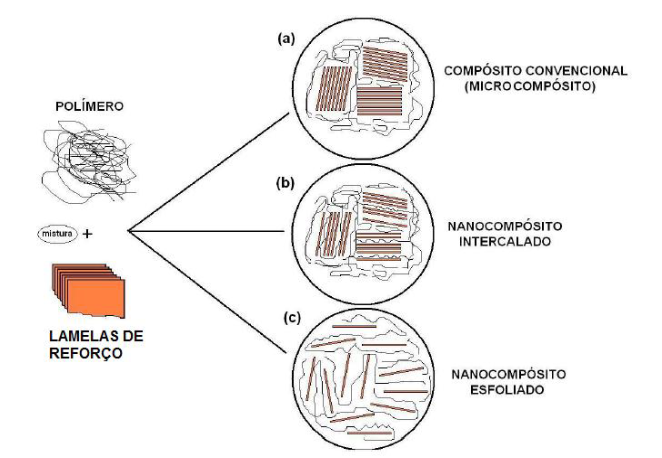 POLÍMERO
mistura +
LAMELAS DE
REFORÇO
(a)
COMPÓSITO CONVENCIONAL
(MICROCOMPÓSITO)
(b)
NANOCOMPÓSITO
INTERCALADO
(c)
NANOCOMPÓSITO
ESFOLIADO